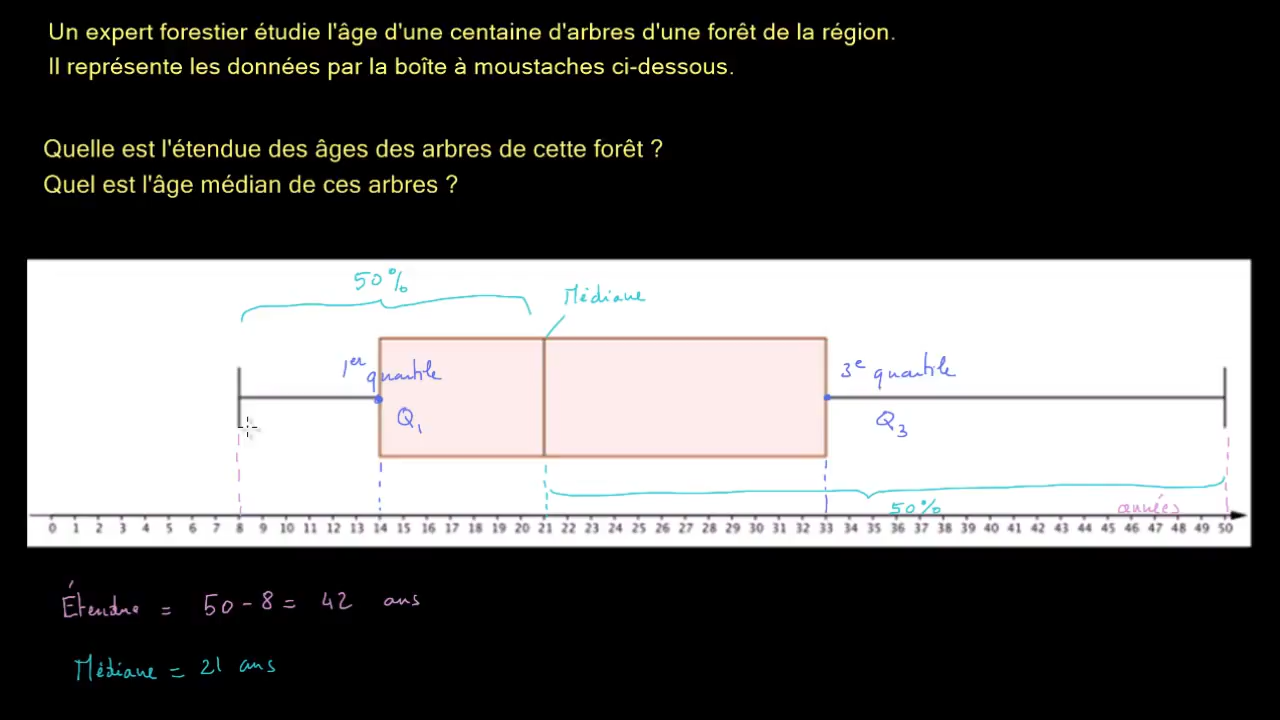 Un expert forestier étudie l'âge d'une centaine d'arbres d'une forêt de la région.
Il représente les données par la boîte à moustaches ci-dessous.
Quelle est l'étendue des âges des arbres de cette forêt ?
Quel est l'âge médian de ces arbres ?
50%
Médiane
1er quartile
3e quartile
Q1
Q3
50%
années
0 1 2 3 4 5 6 7 8 9 10 11 12 13 14 15 16 17 18 19 20 21 22 23 24 25 26 27 28 29 30 31 32 33 34 35 36 37 38 39 40 41 42 43 44 45 46 47 48 49 50
Étendue = 50 - 8 = 42 ans
Médiane = 21 ans